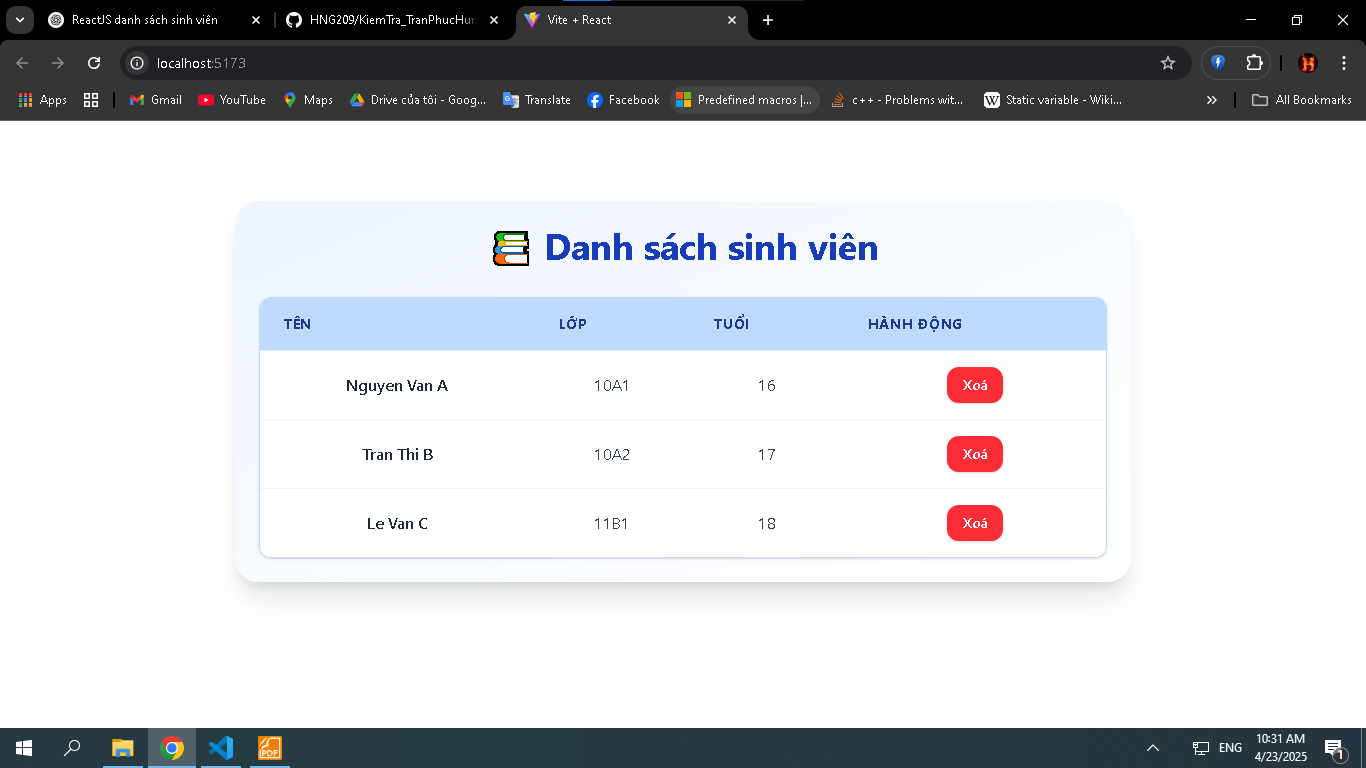 ReactJS danh sách sinh viên
HNG209/KiemTra_TranPhucHun
Vite + React
localhost:5173
Apps
Gmail
YouTube
Maps
Drive của tôi - Goog...
Translate
Facebook
Predefined macros |...
c++ - Problems wit...
W
Static variable - Wiki...
»
All Bookmarks
Danh sách sinh viên
TÊN LỚP TUỔI HÀNH ĐỘNG
Nguyen Van A 10A1 16 Xoá
Tran Thi B 10A2 17 Xoá
Le Van C 11B1 18 Xoá
PDF
ENG
10:31 AM
4/23/2025
1